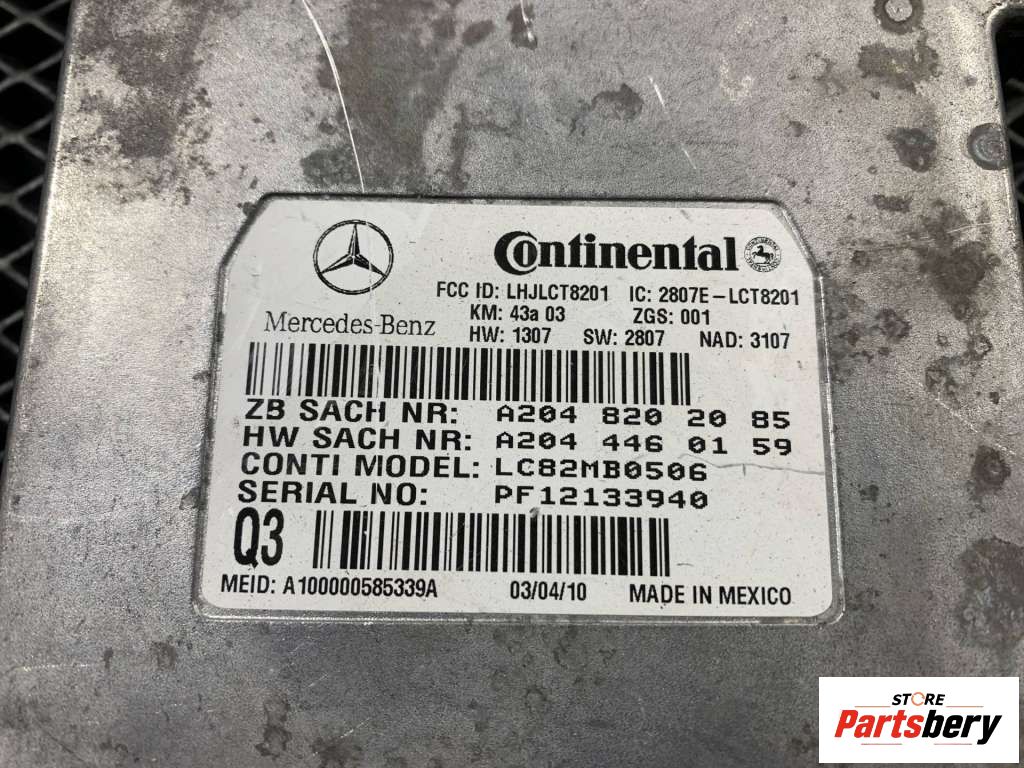 Continental
FCC ID: LHJLCT8201 IC: 2807E-LCT8201
KM: 43a 03 ZGS: 001
Mercedes-Benz HW: 1307 SW: 2807 NAD: 3107
ZB SACH NR: A204 820 20 85
HW SACH NR: A204 446 01 59
CONTI MODEL: LC82MB0506
SERIAL NO: PF12133940
Q3
MEID: A100000585339A 03/04/10 MADE IN MEXICO
STORE
Partsbery